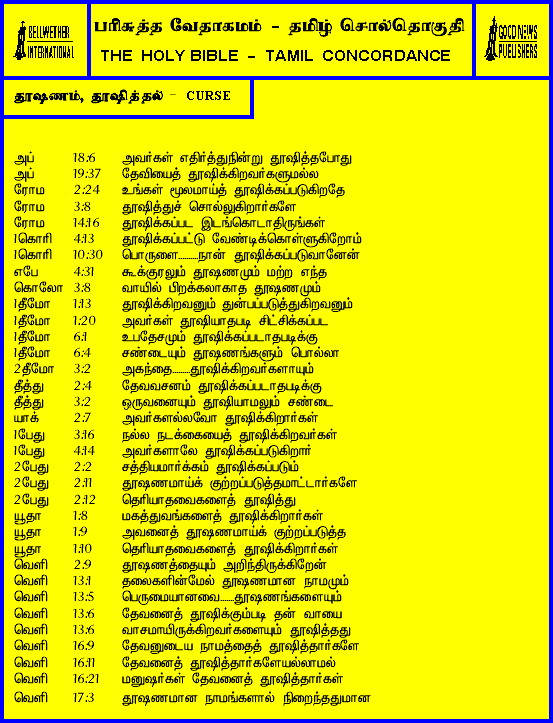 BELLWETHER
INTERNATIONAL
பரிசுத்த வேதாகமம் - தமிழ் சொல்தொகுதி
THE HOLY BIBLE - TAMIL CONCORDANCE
GOOD NEWS
PUBLISHERS
தூஷணம், தூஷித்தல் - CURSE
அப் 18:6 அவர்கள் எதிர்த்துநின்று தூஷித்தபோது
அப் 19:37 தேவியைத் தூஷிக்கிறவர்களுமல்ல
ரோம 2:24 உங்கள் மூலமாய்த் தூஷிக்கப்படுகிறதே
ரோம 3:8 தூஷித்துச் சொல்லுகிறார்களே
ரோம 14:16 தூஷிக்கப்பட இடங்கொடாதிருங்கள்
1கொரி 4:13 தூஷிக்கப்பட்டு வேண்டிக்கொள்ளுகிறோம்
1கொரி 10:30 பொருளை.........நான் தூஷிக்கப்படுவானேன்
எபே 4:31 கூக்குரலும் தூஷணமும் மற்ற எந்த
கொலோ 3:8 வாயில் பிறக்கலாகாத தூஷணமும்
1தீமோ 1:13 தூஷிக்கிறவனும் துன்பப்படுத்துகிறவனும்
1தீமோ 1:20 அவர்கள் தூஷியாதபடி சிட்சிக்கப்பட
1தீமோ 6:1 உபதேசமும் தூஷிக்கப்படாதபடிக்கு
1தீமோ 6:4 சண்டையும் தூஷணங்களும் பொல்லா
2தீமோ 3:2 அகந்தை.........தூஷிக்கிறவர்களாயும்
தீத்து 2:4 தேவவசனம் தூஷிக்கப்படாதபடிக்கு
தீத்து 3:2 ஒருவனையும் தூஷியாமலும் சண்டை
யாக் 2:7 அவர்களல்லவோ தூஷிக்கிறார்கள்
1பேது 3:16 நல்ல நடக்கையைத் தூஷிக்கிறவர்கள்
1பேது 4:14 அவர்களாலே தூஷிக்கப்படுகிறார்
2பேது 2:2 சத்தியமார்க்கம் தூஷிக்கப்படும்
2பேது 2:11 தூஷணமாய்க் குற்றப்படுத்தமாட்டார்களே
2பேது 2:12 தெரியாதவைகளைத் தூஷித்து
யூதா 1:8 மகத்துவங்களைத் தூஷிக்கிறார்கள்
யூதா 1:9 அவனைத் தூஷணமாய்க் குற்றப்படுத்த
யூதா 1:10 தெரியாதவைகளைத் தூஷிக்கிறார்கள்
வெளி 2:9 தூஷணத்தையும் அறிந்திருக்கிறேன்
வெளி 13:1 தலைகளின்மேல் தூஷணமான நாமமும்
வெளி 13:5 பெருமையானவை.......தூஷணங்களையும்
வெளி 13:6 தேவனைத் தூஷிக்கும்படி தன் வாயை
வெளி 13:6 வாசமாயிருக்கிறவர்களையும் தூஷித்தது
வெளி 16:9 தேவனுடைய நாமத்தைத் தூஷித்தார்களே
வெளி 16:11 தேவனைத் தூஷித்தார்களேயல்லாமல்
வெளி 16:21 மனுஷர்கள் தேவனைத் தூஷித்தார்கள்
வெளி 17:3 தூஷணமான நாமங்களால் நிறைந்ததுமான